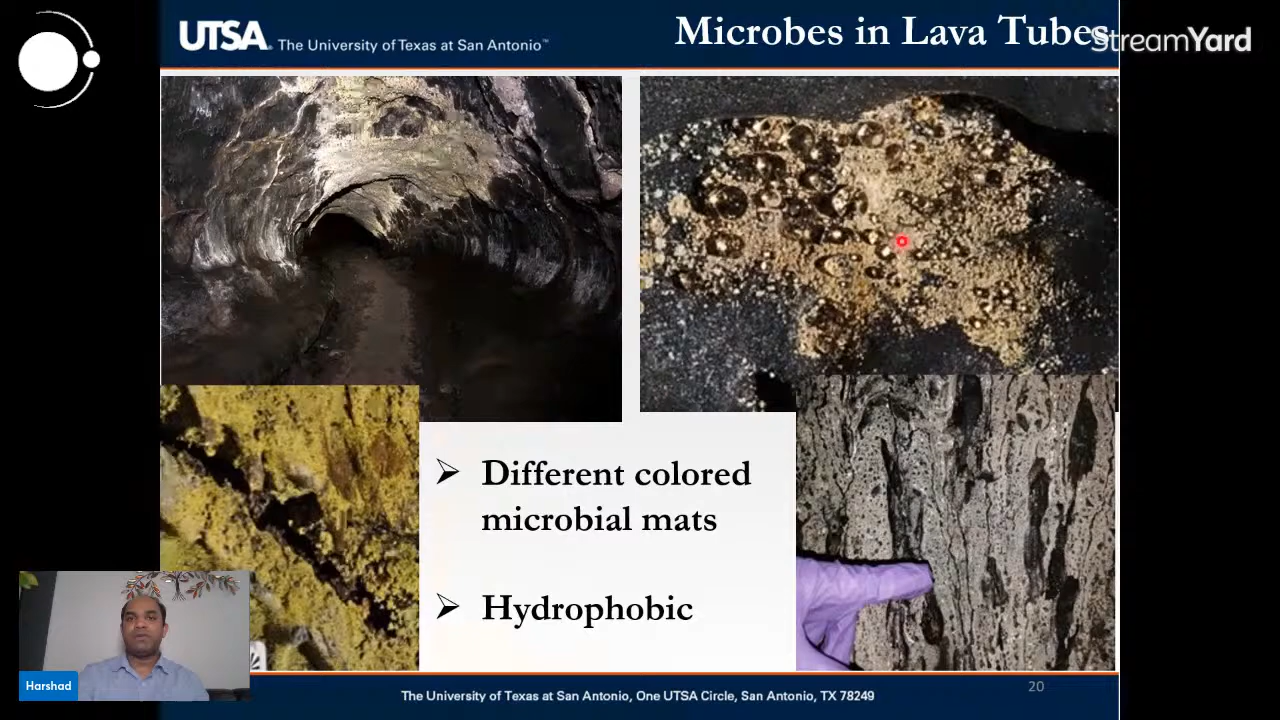 UTSA. The University of Texas at San Antonio™
Microbes in Lava Tubes
StreamYard
➢ Different colored
microbial mats
➢ Hydrophobic
Harshad
The University of Texas at San Antonio, One UTSA Circle, San Antonio, TX 78249
20